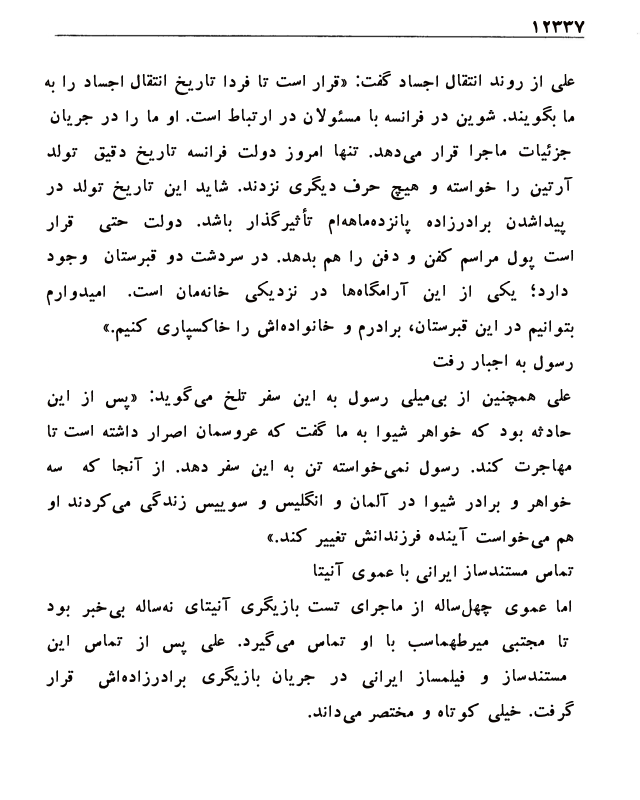 ۱۲۳۳۷
علی از روند انتقال اجساد گفت: «قرار است تا فردا تاریخ انتقال اجساد را به
ما بگویند. شوین در فرانسه با مسئولان در ارتباط است. او ما را در جریان
جزئیات ماجرا قرار می‌دهد. تنها امروز دولت فرانسه تاریخ دقیق تولد
آرتین را خواسته و هیچ حرف دیگری نزدند. شاید این تاریخ تولد در
پیداشدن برادرزاده پانزده‌ماهه‌ام تأثیرگذار باشد. دولت حتی قرار
است پول مراسم کفن و دفن را هم بدهد. در سردشت دو قبرستان وجود
دارد؛ یکی از این آرامگاه‌ها در نزدیکی خانه‌مان است. امیدوارم
بتوانیم در این قبرستان، برادرم و خانواده‌اش را خاکسپاری کنیم.»
رسول به اجبار رفت
علی همچنین از بی‌میلی رسول به این سفر تلخ می‌گوید: «پس از این
حادثه بود که خواهر شیوا به ما گفت که عروسمان اصرار داشته است تا
مهاجرت کند. رسول نمی‌خواسته تن به این سفر دهد. از آنجا که سه
خواهر و برادر شیوا در آلمان و انگلیس و سوییس زندگی می‌کردند او
هم می‌خواست آینده فرزندانش تغییر کند.»
تماس مستندساز ایرانی با عموی آنیتا
اما عموی چهل‌ساله از ماجرای تست بازیگری آنیتای نه‌ساله بی‌خبر بود
تا مجتبی میرطهماسب با او تماس می‌گیرد. علی پس از تماس این
مستندساز و فیلمساز ایرانی در جریان بازیگری برادرزاده‌اش قرار
گرفت. خیلی کوتاه و مختصر می‌داند.